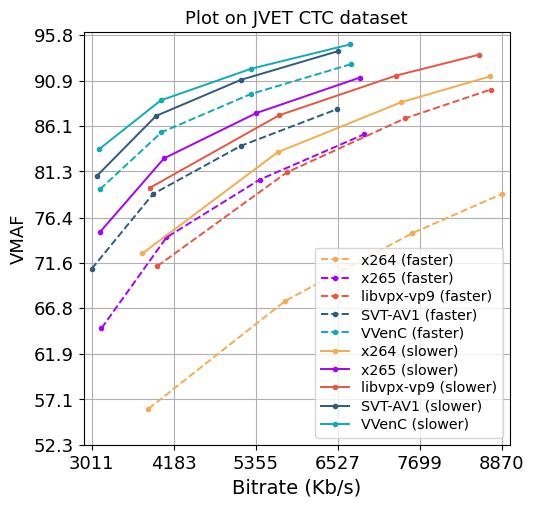 Plot on JVET CTC dataset
95.8
90.9
86.1
81.3
76.4
71.6
66.8
61.9
57.1
52.3
VMAF
x264 (faster)
x265 (faster)
libvpx-vp9 (faster)
SVT-AV1 (faster)
VVenC (faster)
x264 (slower)
x265 (slower)
libvpx-vp9 (slower)
SVT-AV1 (slower)
VVenC (slower)
3011 4183 5355 6527 7699 8870
Bitrate (Kb/s)